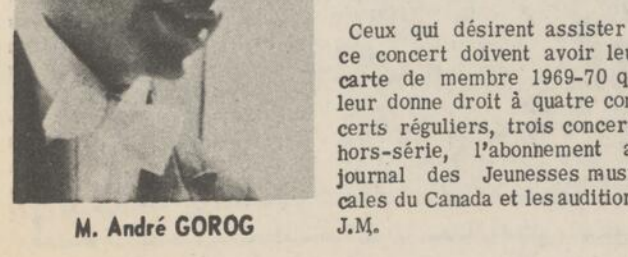 Ceux qui désirent assister
ce concert doivent avoir leu
carte de membre 1969-70 q
leur donne droit à quatre con
certs réguliers, trois concer
hors-série, l'abonnement a
journal des Jeunesses musi
cales du Canada et les audition
J.M.
M. André GOROG